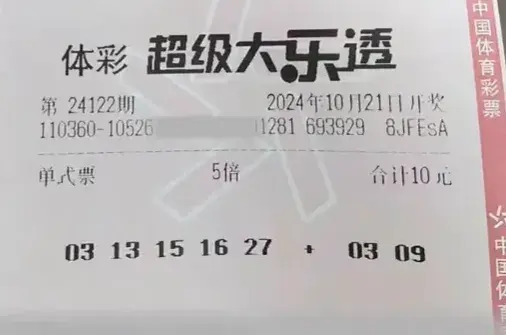 体彩 超级大乐透
第 24122期 2024年10月21日开奖
110360-10526 1281 693929 8JFEsA
单式票 5倍 合计10元
03 13 15 16 27 + 03 09
中国体育彩票
中国体